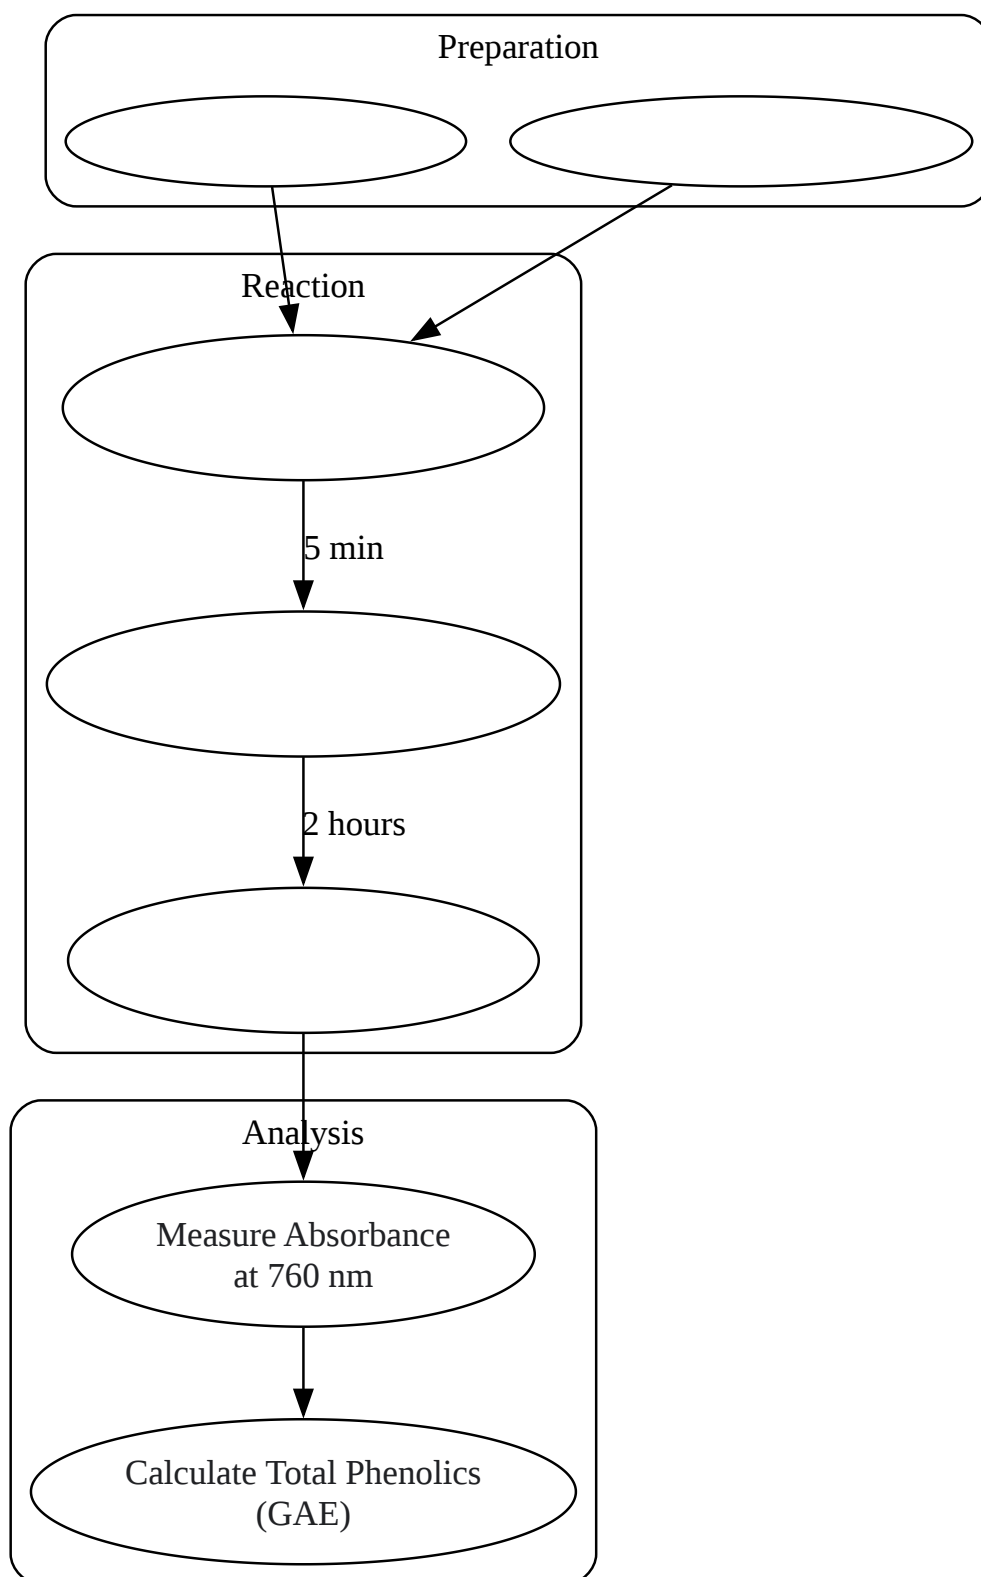 Preparation
Reaction
5 min
2 hours
Analysis
Measure Absorbance
at 760 nm
Calculate Total Phenolics
(GAE)